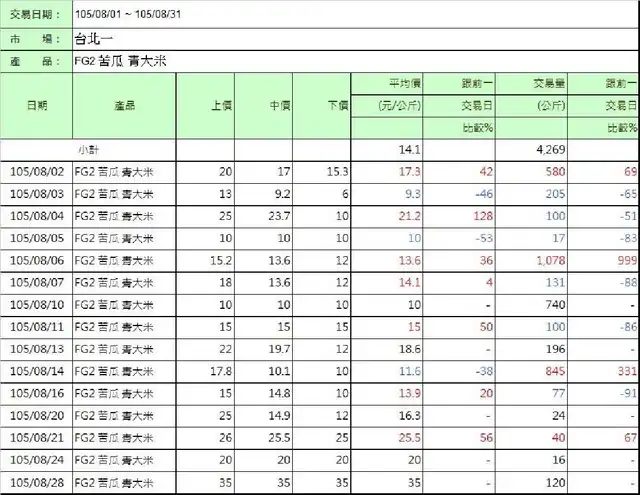 交易日期： 105/08/01 ~ 105/08/31
市 場： 台北一
產 品： FG2 苦瓜 青大米
日期 產品 上價 中價 下價 平均價 跟前一 交易量 跟前一
(元/公斤) 交易日 (公斤) 交易日
比較% 比較%
小計 14.1 4,269
105/08/02 FG2 苦瓜 青大米 20 17 15.3 17.3 42 580 69
105/08/03 FG2 苦瓜 青大米 13 9.2 6 9.3 -46 205 -65
105/08/04 FG2 苦瓜 青大米 25 23.7 10 21.2 128 100 -51
105/08/05 FG2 苦瓜 青大米 10 10 10 10 -53 17 -83
105/08/06 FG2 苦瓜 青大米 15.2 13.6 12 13.6 36 1,078 999
105/08/07 FG2 苦瓜 青大米 18 13.6 12 14.1 4 131 -88
105/08/10 FG2 苦瓜 青大米 10 10 10 10 - 740 -
105/08/11 FG2 苦瓜 青大米 15 15 15 15 50 100 -86
105/08/13 FG2 苦瓜 青大米 22 19.7 12 18.6 - 196 -
105/08/14 FG2 苦瓜 青大米 17.8 10.1 10 11.6 -38 845 331
105/08/16 FG2 苦瓜 青大米 15 14.8 10 13.9 20 77 -91
105/08/20 FG2 苦瓜 青大米 25 14.9 12 16.3 - 24 -
105/08/21 FG2 苦瓜 青大米 26 25.5 25 25.5 56 40 67
105/08/24 FG2 苦瓜 青大米 20 20 20 20 - 16 -
105/08/28 FG2 苦瓜 青大米 35 35 35 35 - 120 -